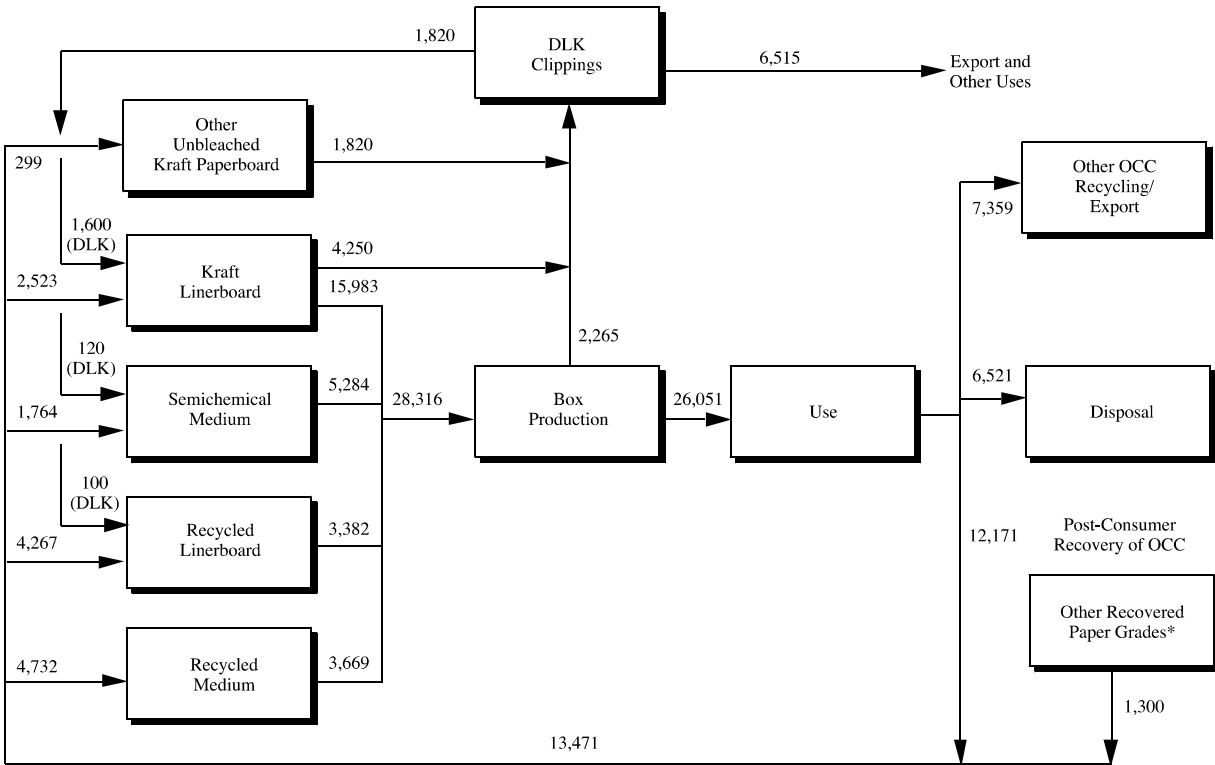 1,820
DLK
Clippings
6,515
Export and
Other Uses
Other
Unbleached
Kraft Paperboard
299
1,820
Other OCC
Recycling/
Export
7,359
1,600
(DLK)
Kraft
Linerboard
4,250
15,983
2,523
2,265
120
(DLK)
Semichemical
Medium
5,284
28,316
Box
Production
26,051
Use
6,521
Disposal
1,764
100
(DLK)
Recycled
Linerboard
3,382
4,267
12,171
Post-Consumer
Recovery of OCC
Other Recovered
Paper Grades*
4,732
Recycled
Medium
3,669
1,300
13,471